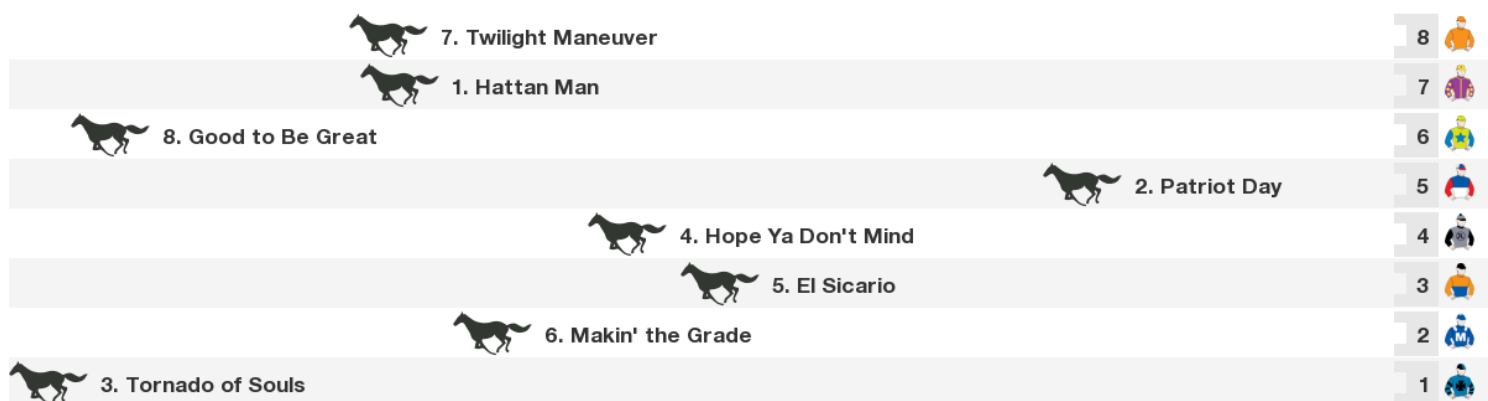 7. Twilight Maneuver 8
1. Hattan Man 7
8. Good to Be Great 6
2. Patriot Day 5
4. Hope Ya Don't Mind 4
5. El Sicario 3
6. Makin' the Grade 2 M
3. Tornado of Souls 1